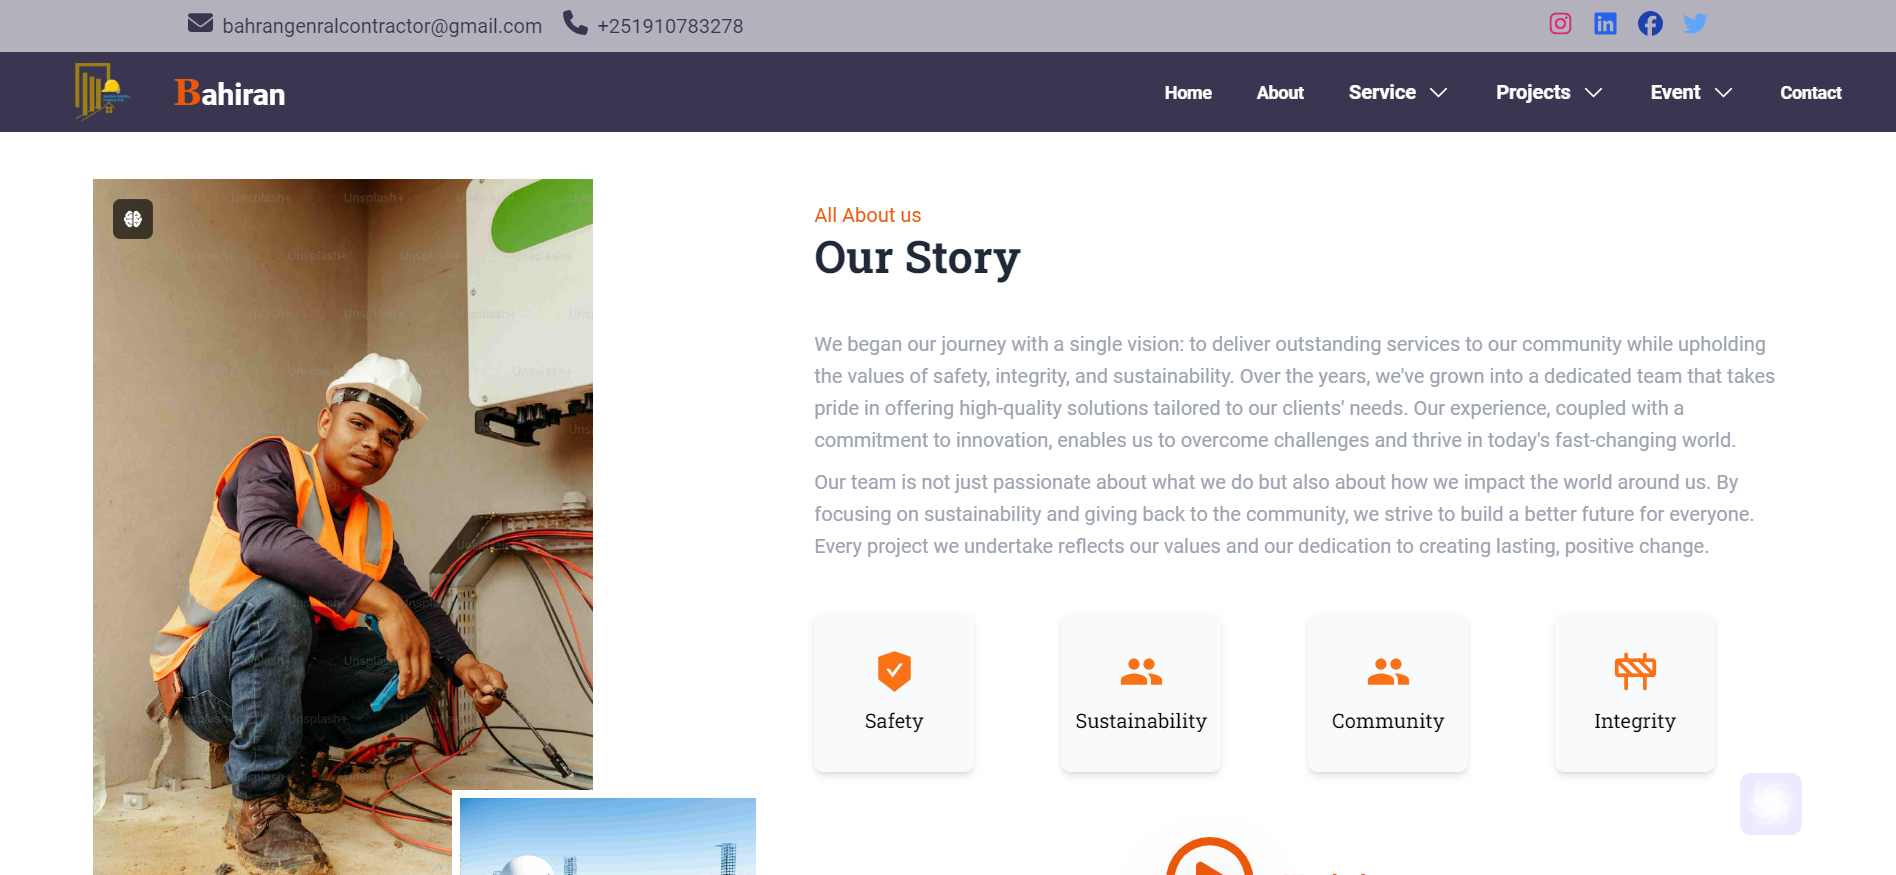 bahrangenralcontractor@gmail.com +251910783278
Bahiran
Home About Service Projects Event Contact
All About us
Our Story
We began our journey with a single vision: to deliver outstanding services to our community while upholding
the values of safety, integrity, and sustainability. Over the years, we've grown into a dedicated team that takes
pride in offering high-quality solutions tailored to our clients' needs. Our experience, coupled with a
commitment to innovation, enables us to overcome challenges and thrive in today's fast-changing world.
Our team is not just passionate about what we do but also about how we impact the world around us. By
focusing on sustainability and giving back to the community, we strive to build a better future for everyone.
Every project we undertake reflects our values and our dedication to creating lasting, positive change.
Safety Sustainability Community Integrity
Unsplash+